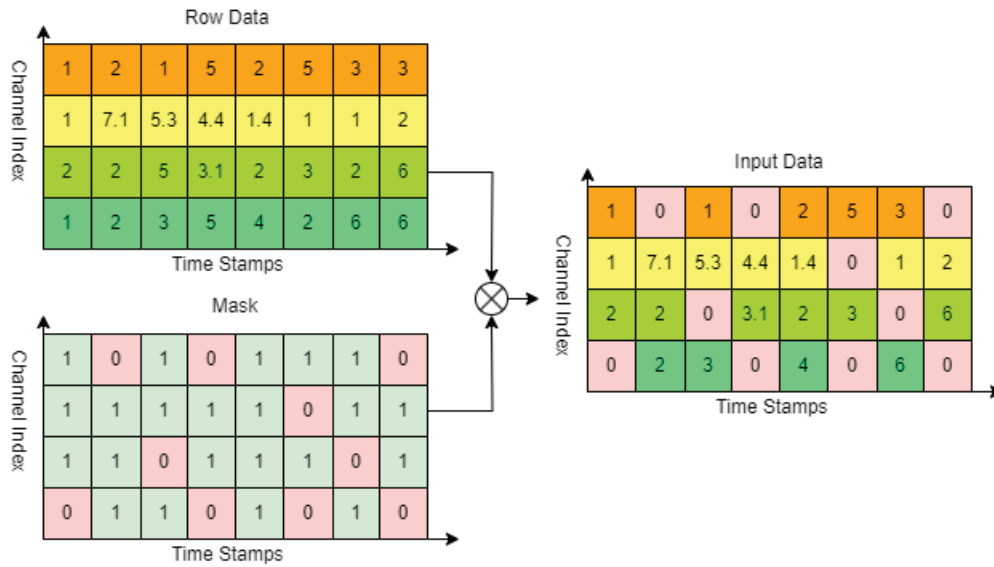 Row Data
Channel Index
1 2 1 5 2 5 3 3
1 7.1 5.3 4.4 1.4 1 1 2
2 2 5 3.1 2 3 2 6
1 2 3 5 4 2 6 6
Time Stamps
Mask
Channel Index
1 0 1 0 1 1 1 0
1 1 1 1 1 0 1 1
1 1 0 1 1 1 0 1
0 1 1 0 1 0 1 0
Time Stamps
Input Data
Channel Index
1 0 1 0 2 5 3 0
1 7.1 5.3 4.4 1.4 0 1 2
2 2 0 3.1 2 3 0 6
0 2 3 0 4 0 6 0
Time Stamps